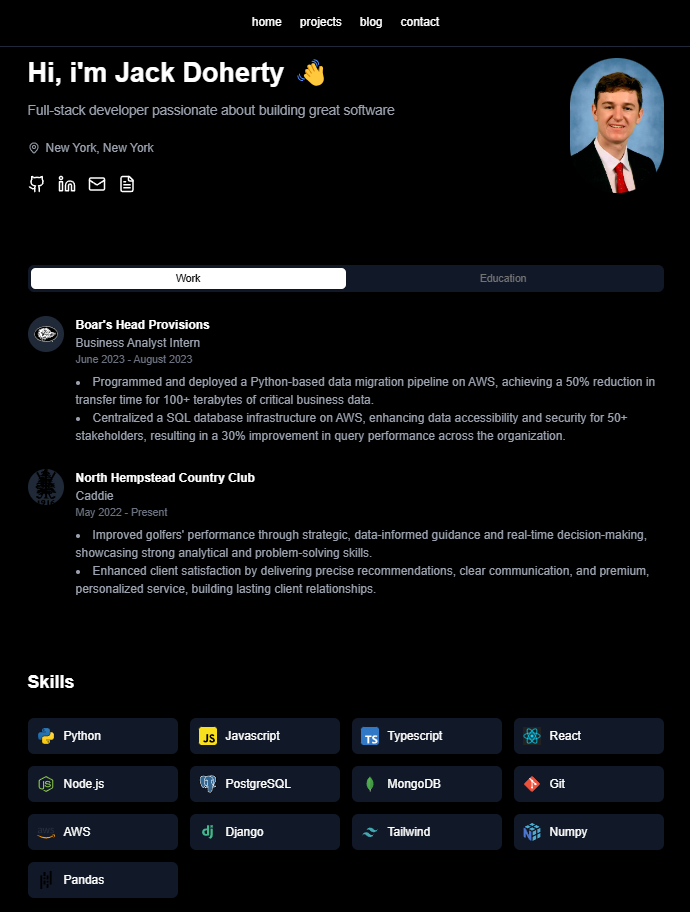 home projects blog contact
Hi, i'm Jack Doherty 👋
Full-stack developer passionate about building great software
New York, New York
Work Education
Boar's Head Provisions
Business Analyst Intern
June 2023 - August 2023
• Programmed and deployed a Python-based data migration pipeline on AWS, achieving a 50% reduction in
transfer time for 100+ terabytes of critical business data.
• Centralized a SQL database infrastructure on AWS, enhancing data accessibility and security for 50+
stakeholders, resulting in a 30% improvement in query performance across the organization.
North Hempstead Country Club
Caddie
May 2022 - Present
• Improved golfers' performance through strategic, data-informed guidance and real-time decision-making,
showcasing strong analytical and problem-solving skills.
• Enhanced client satisfaction by delivering precise recommendations, clear communication, and premium,
personalized service, building lasting client relationships.
Skills
Python JS Javascript TS Typescript React
Node.js PostgreSQL MongoDB Git
aws AWS dj Django Tailwind Numpy
Pandas